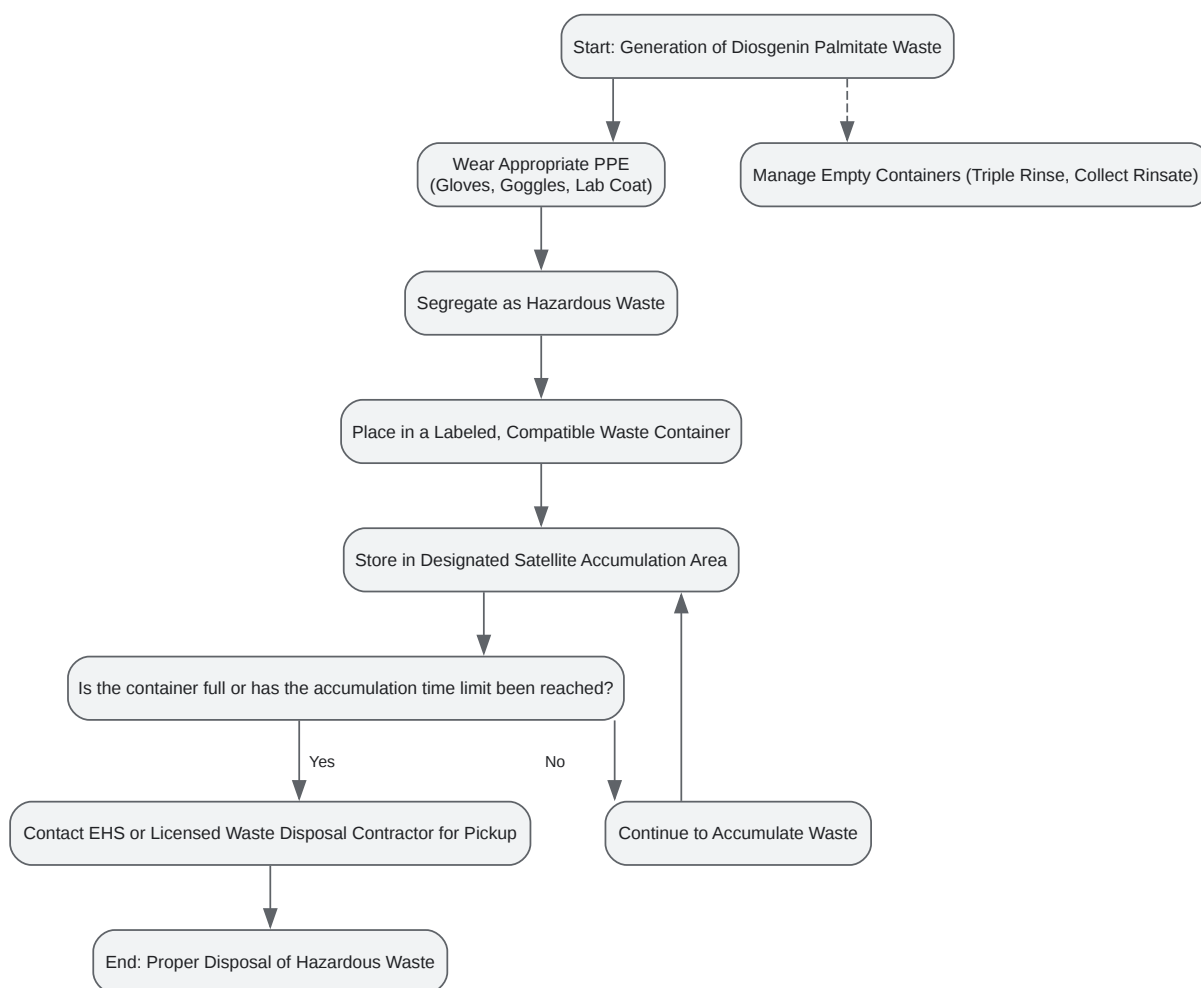 Start: Generation of Diosgenin Palmitate Waste
Wear Appropriate PPE
(Gloves, Goggles, Lab Coat)
Manage Empty Containers (Triple Rinse, Collect Rinsate)
Segregate as Hazardous Waste
Place in a Labeled, Compatible Waste Container
Store in Designated Satellite Accumulation Area
Is the container full or has the accumulation time limit been reached?
Yes
No
Contact EHS or Licensed Waste Disposal Contractor for Pickup
Continue to Accumulate Waste
End: Proper Disposal of Hazardous Waste